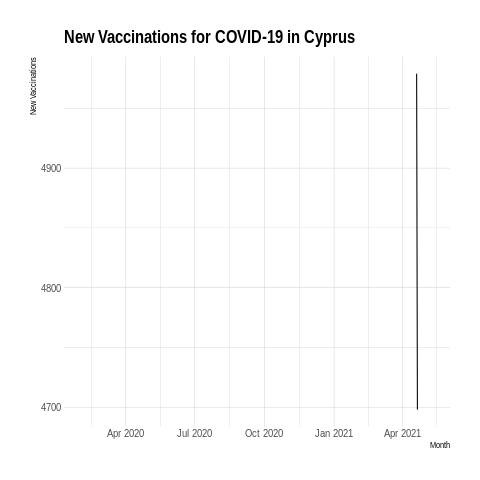 New Vaccinations for COVID-19 in Cyprus
New Vaccinations
4900
4800
4700
Apr 2020 Jul 2020 Oct 2020 Jan 2021 Apr 2021
Month